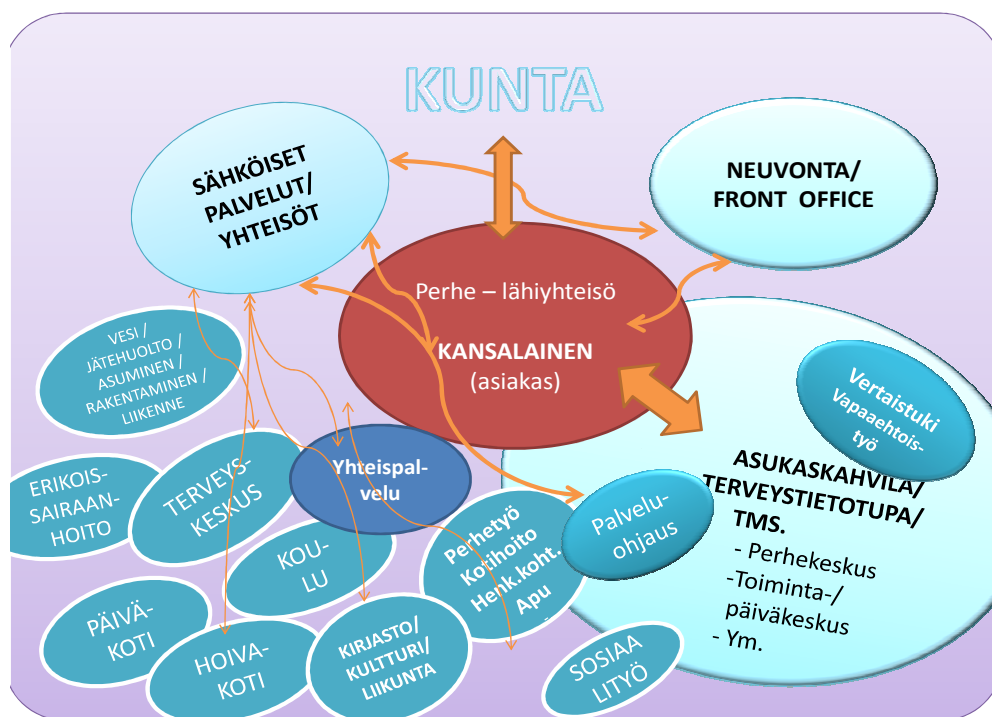 KUNTA
SÄHKÖISET
PALVELUT/
YHTEISÖT
NEUVONTA/
FRONT OFFICE
Perhe – lähiyhteisö
KANSALAINEN
(asiakas)
VESI /
JÄTEHUOLTO /
ASUMINEN /
RAKENTAMINEN /
LIIKENNE
Vertaistuki
Vapaaehtois-
työ
ERIKOIS-
SAIRAAN-
HOITO
TERVEYS-
KESKUS
Yhteispal-
velu
ASUKASKAHVILA/
TERVEYSTIETOTUPA/
TMS.
- Perhekeskus
-Toiminta-/
päiväkeskus
- Ym.
Palvelu-
ohjaus
KOU-
LU
Perhetyö
Kotihoito
Henk.koht.
Apu
-
PÄIVÄ-
KOTI
HOIVA-
KOTI
KIRJASTO/
KULTTURI/
LIIKUNTA
SOSIAA
LITYÖ